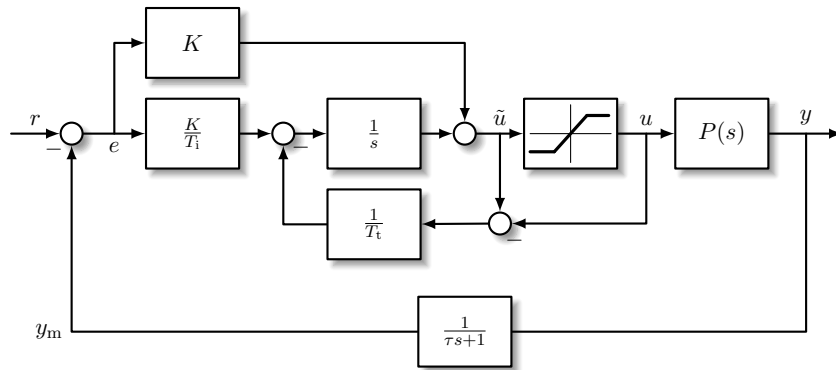 K
r
−
e
K/T_i
−
1/s
ũ
u
P(s)
y
1/T_t
−
y_m
1/(τs+1)